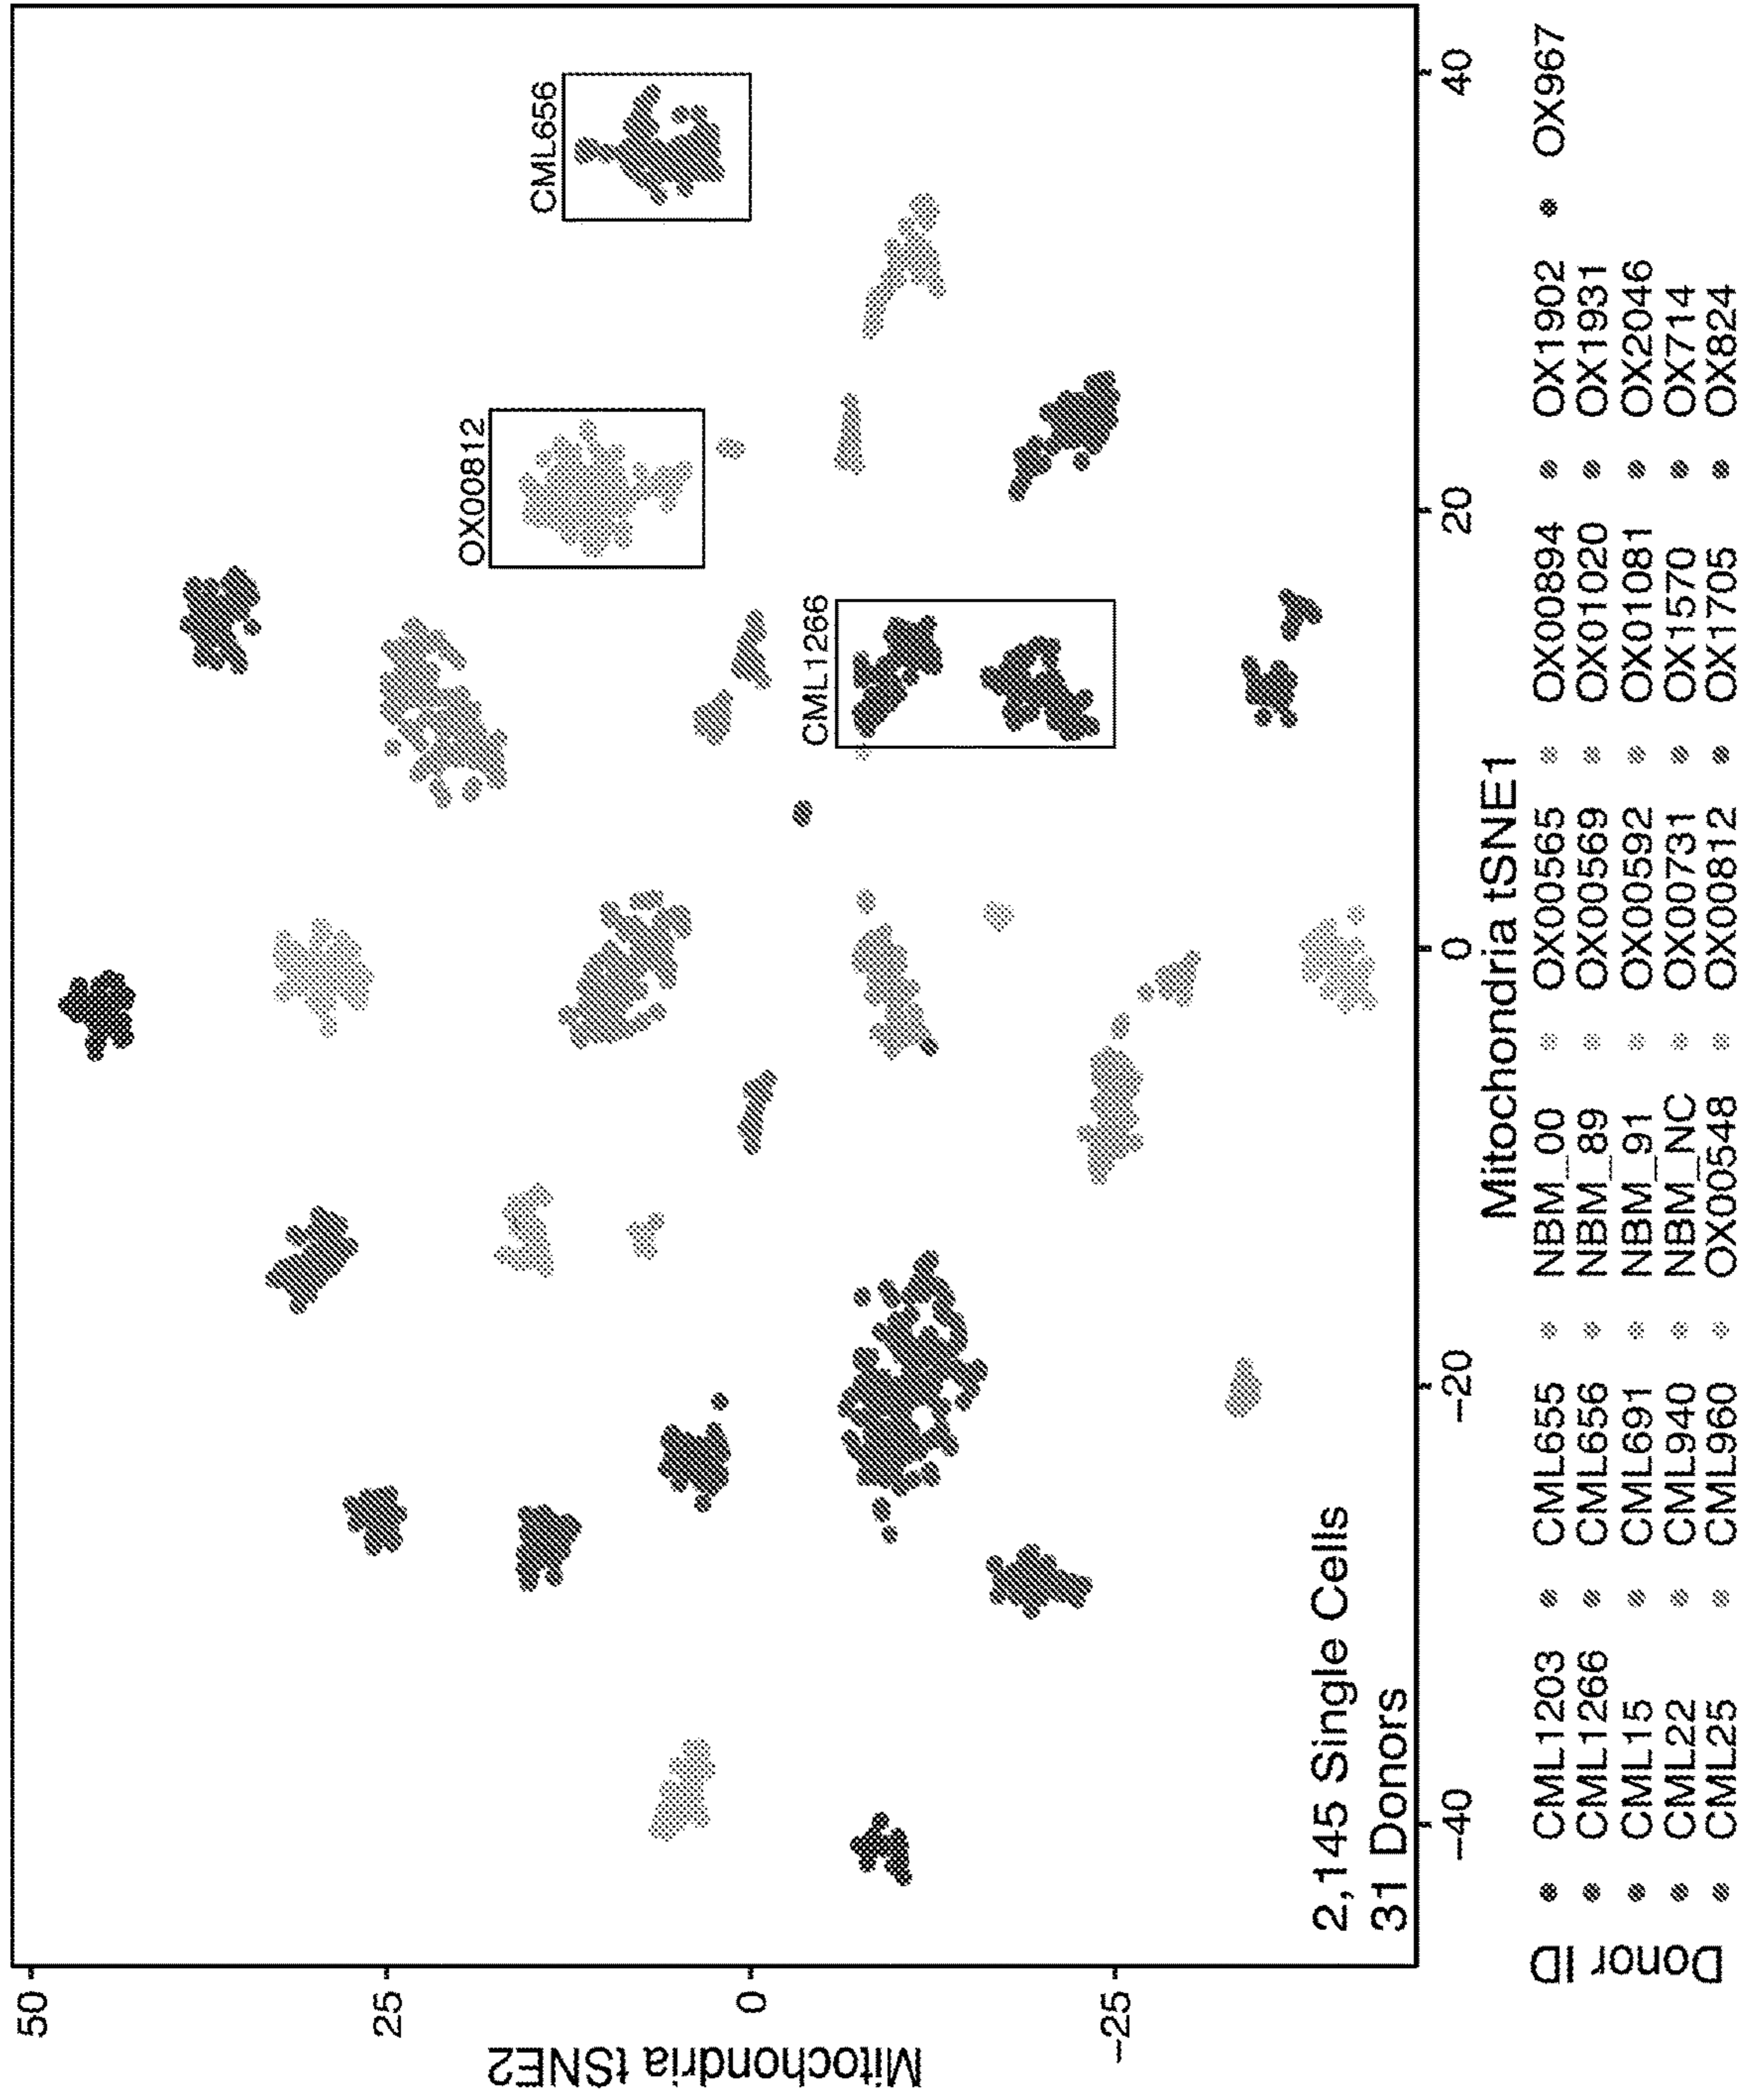 50
25
0
-25
Mitochondria tSNE2
CML656
OX00812
CML1266
2,145 Single Cells
31 Donors
-40 -20 0 20 40
Mitochondria tSNE1
Donor ID
CML1203 CML655 NBM_00 OX00565 OX00894 OX1902 OX967
CML1266 CML656 NBM_89 OX00569 OX01020 OX1931
CML15 CML691 NBM_91 OX00592 OX01081 OX2046
CML22 CML940 NBM_NC OX00731 OX1570 OX714
CML25 CML960 OX00548 OX00812 OX1705 OX824